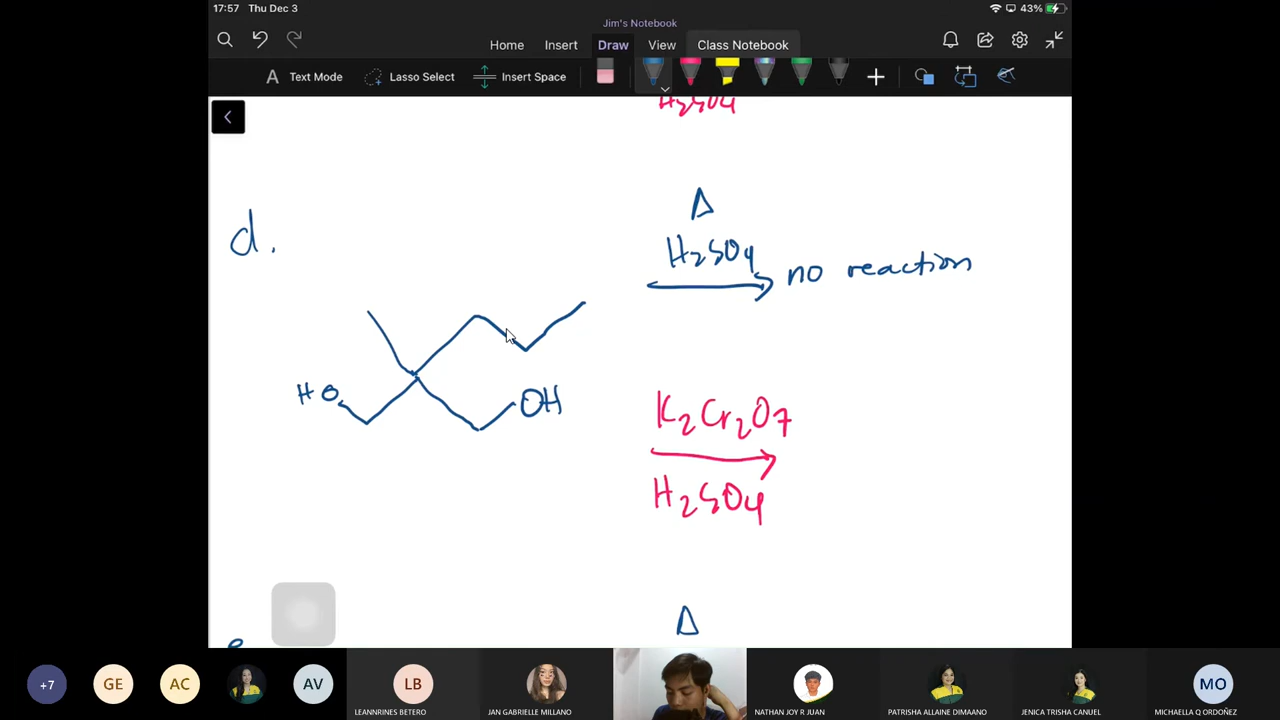 17:57 Thu Dec 3
43%
Jim's Notebook
Home Insert Draw View Class Notebook
Text Mode Lasso Select Insert Space
H₂SO₄
d.
Δ
H₂SO₄
no reaction
HO
OH
K₂Cr₂O₇
H₂SO₄
Δ
+7 GE AC AV LB MO
LEANNRINES BETERO JAN GABRIELLE MILLANO NATHAN JOY R JUAN PATRISHA ALLAINE DIMAANO JENICA TRISHA CANUEL MICHAELLA Q ORDOÑEZ